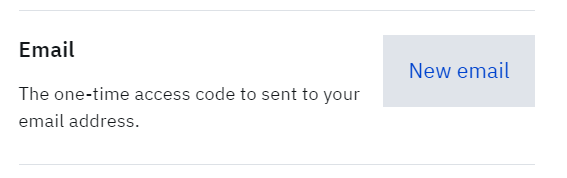 Email
New email
The one-time access code to sent to your
email address.